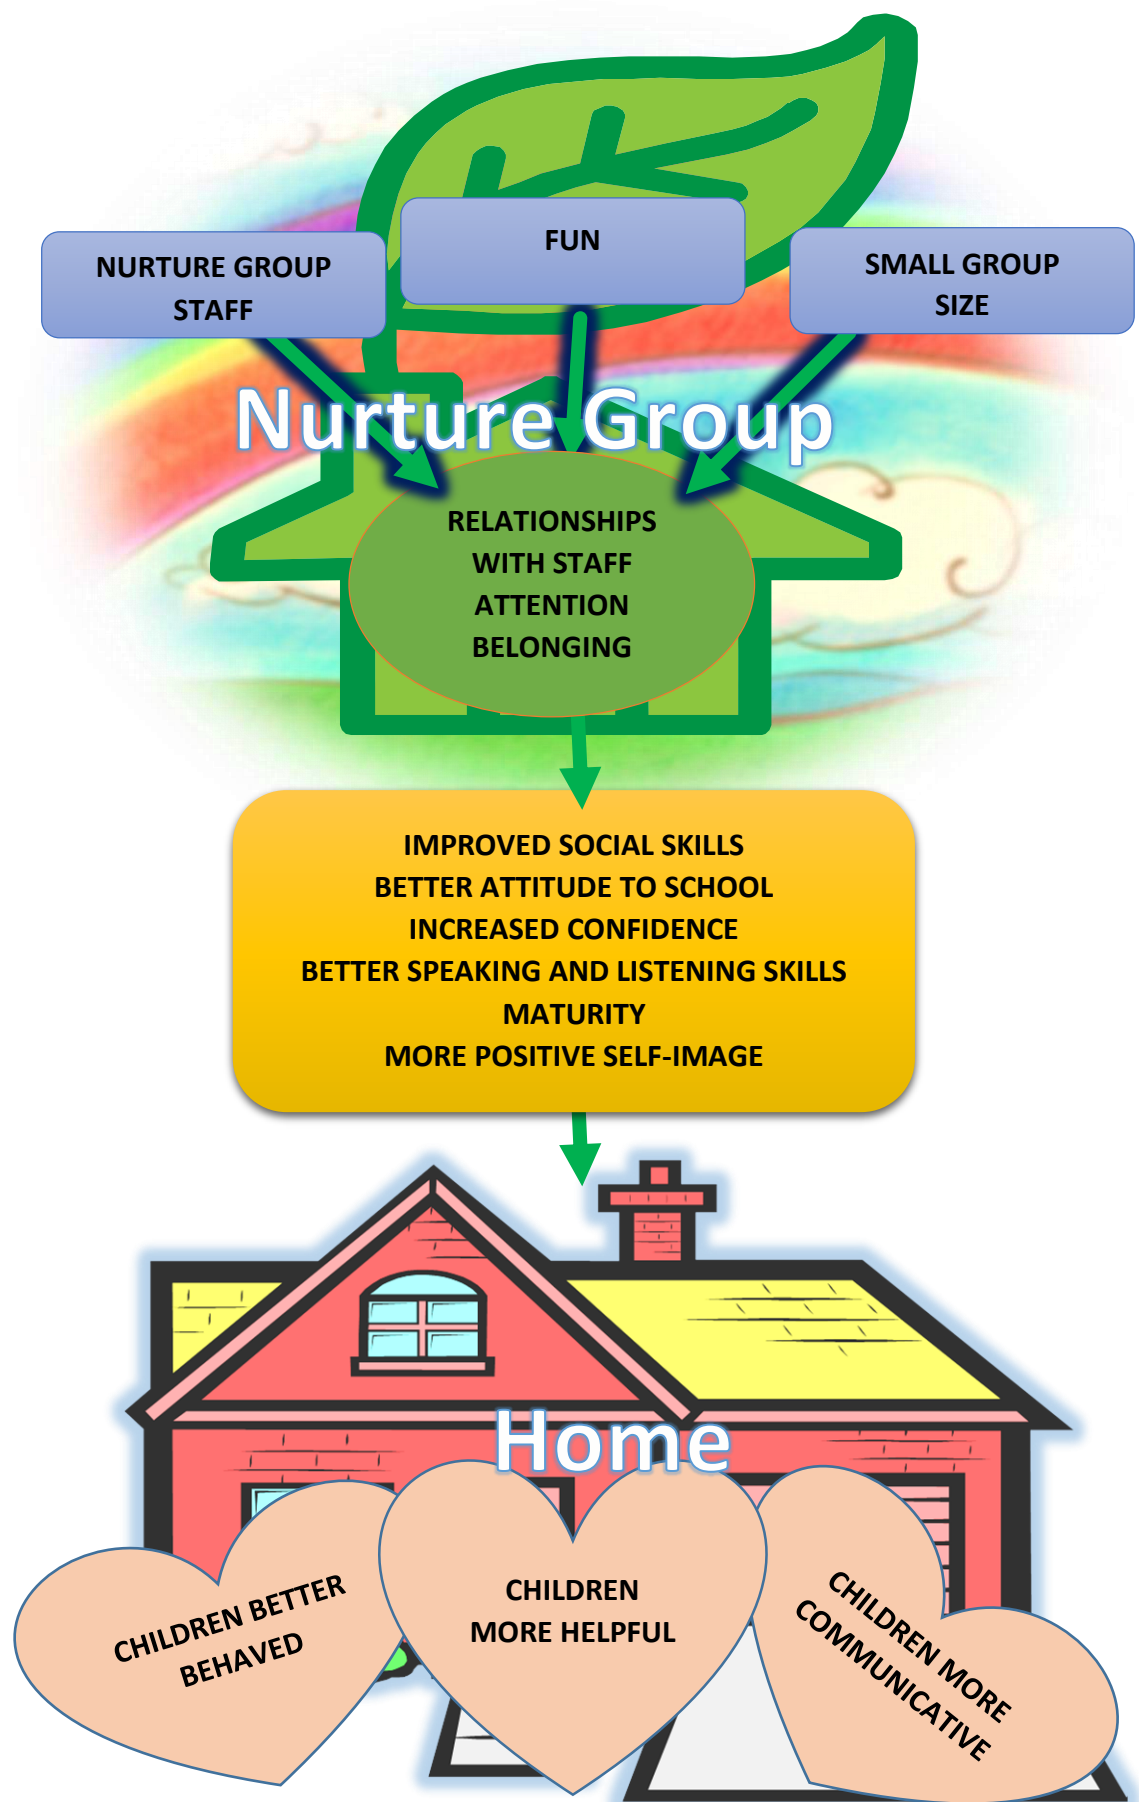 NURTURE GROUP
STAFF
FUN
SMALL GROUP
SIZE
Nurture Group
RELATIONSHIPS
WITH STAFF
ATTENTION
BELONGING
IMPROVED SOCIAL SKILLS
BETTER ATTITUDE TO SCHOOL
INCREASED CONFIDENCE
BETTER SPEAKING AND LISTENING SKILLS
MATURITY
MORE POSITIVE SELF-IMAGE
Home
CHILDREN BETTER
BEHAVED
CHILDREN
MORE HELPFUL
CHILDREN MORE
COMMUNICATIVE